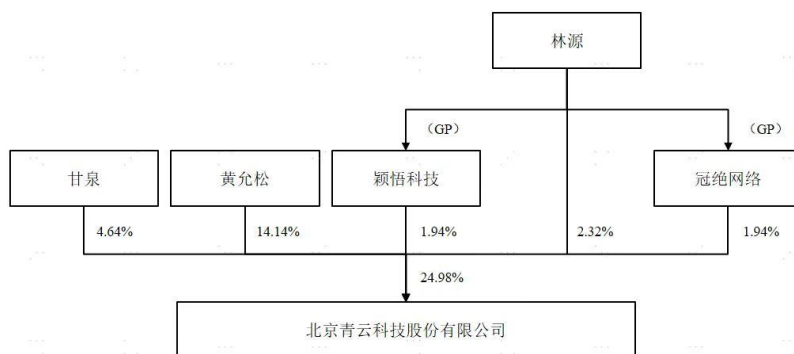 林源
（GP）
（GP）
甘泉
黄允松
颖悟科技
冠绝网络
4.64%
14.14%
1.94%
2.32%
1.94%
24.98%
北京青云科技股份有限公司